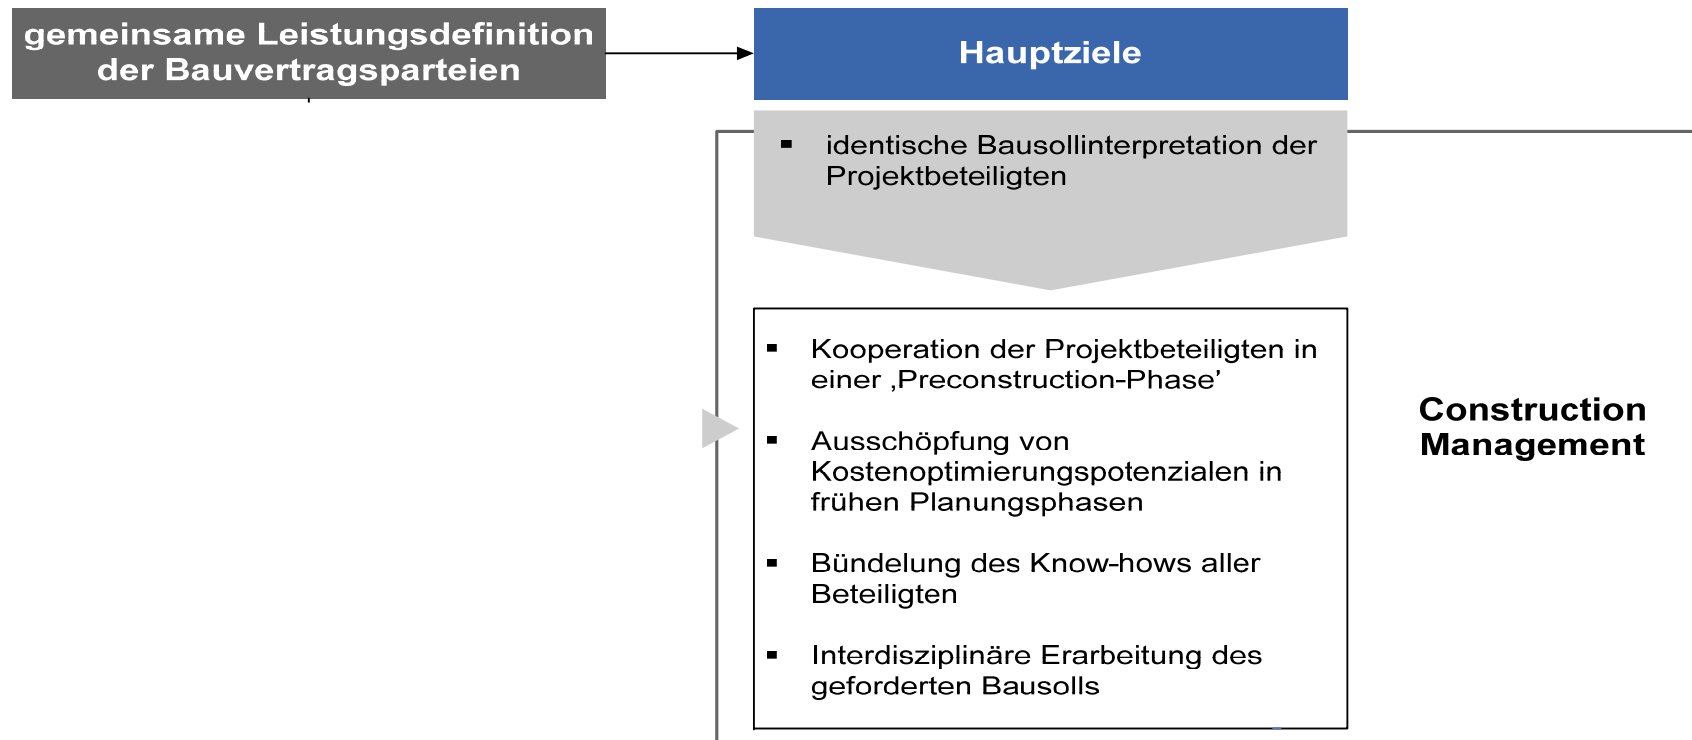 gemeinsame Leistungsdefinition
der Bauvertragsparteien
Hauptziele
▪ identische Bausollinterpretation der
Projektbeteiligten
▪ Kooperation der Projektbeteiligten in
einer ‚Preconstruction-Phase’
▪ Ausschöpfung von
Kostenoptimierungspotenzialen in
frühen Planungsphasen
▪ Bündelung des Know-hows aller
Beteiligten
▪ Interdisziplinäre Erarbeitung des
geforderten Bausolls
Construction
Management